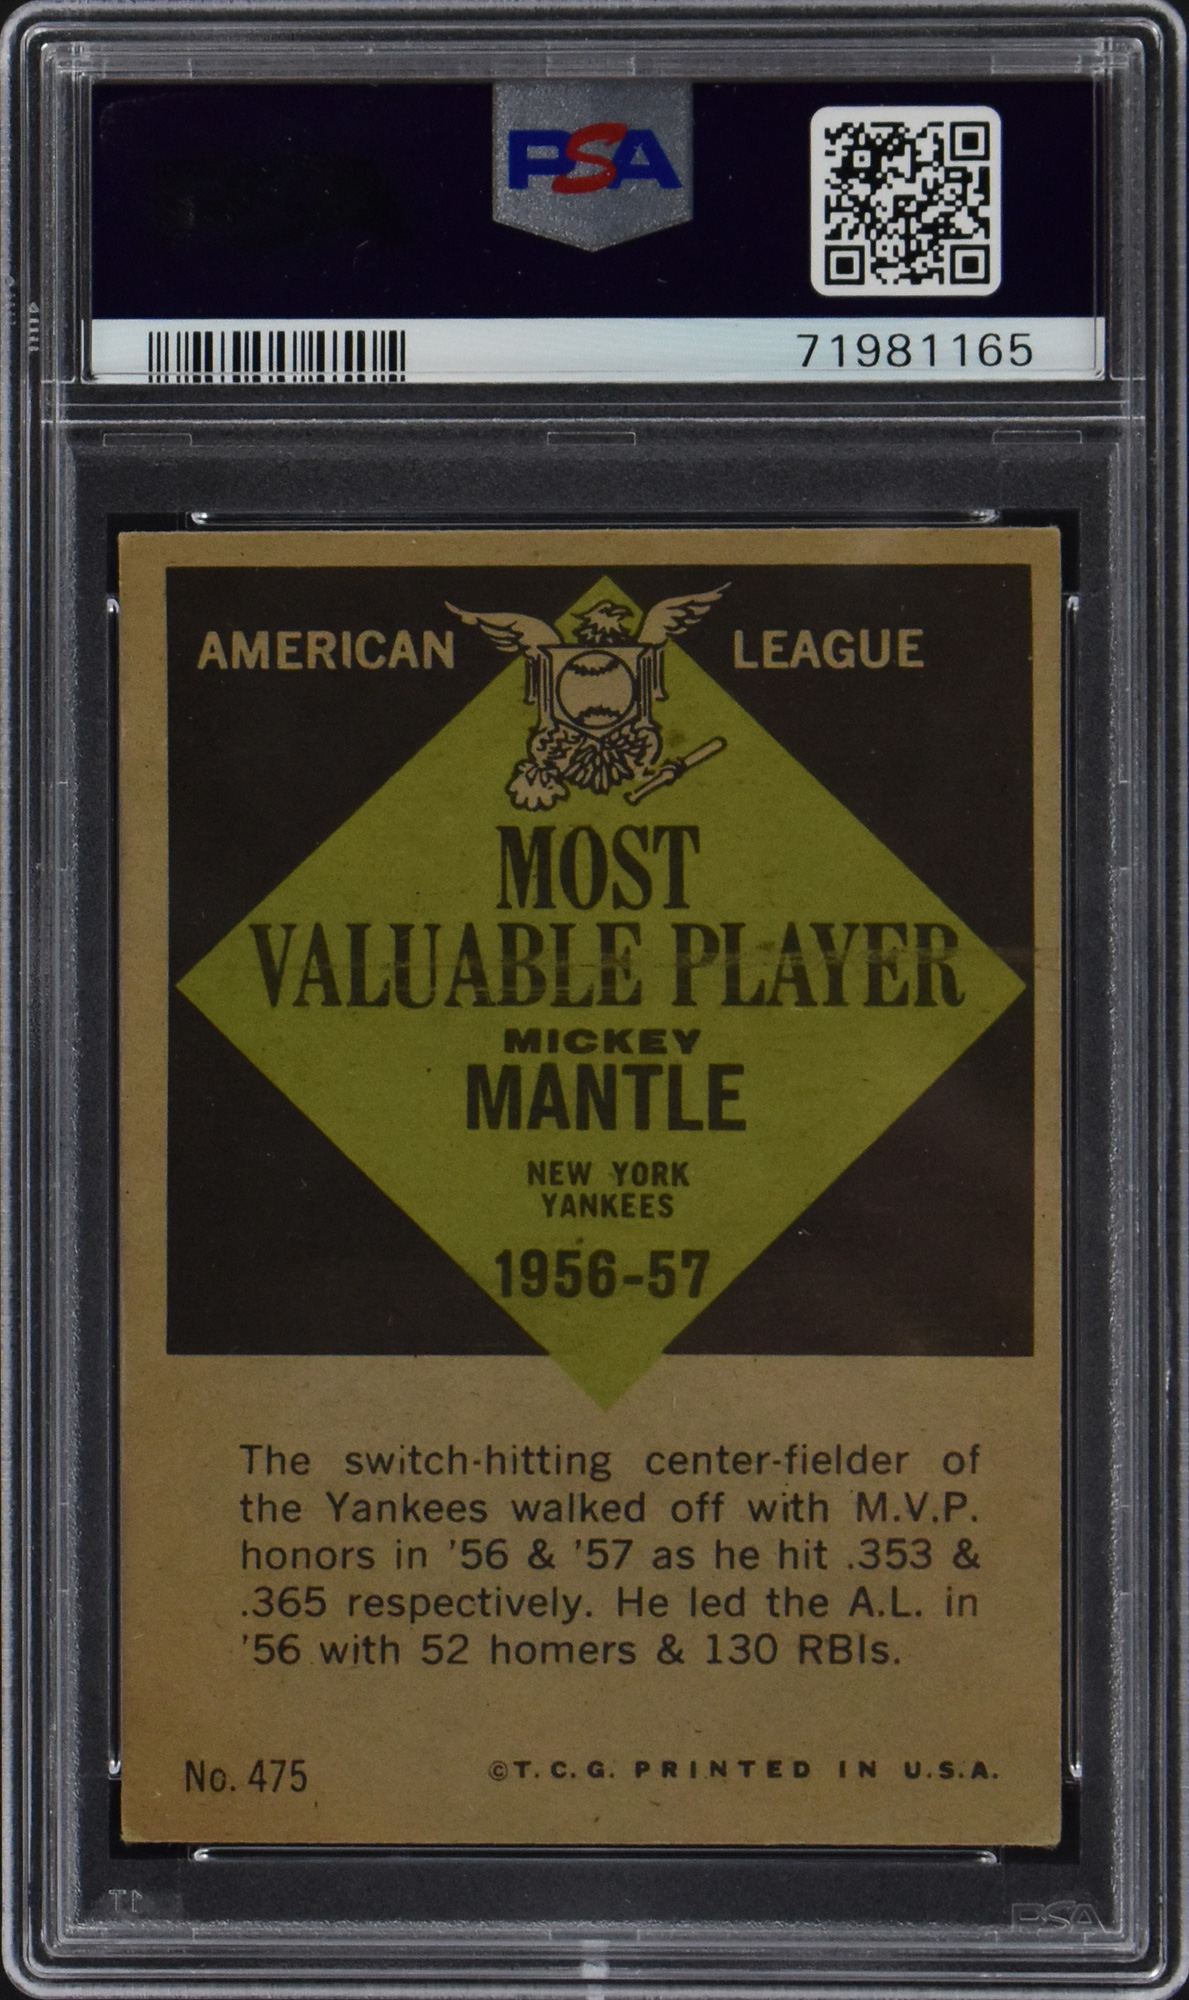 PSA
71981165
AMERICAN LEAGUE
MOST
VALUABLE PLAYER
MICKEY
MANTLE
NEW YORK
YANKEES
1956-57
The switch-hitting center-fielder of
the Yankees walked off with M.V.P.
honors in '56 & '57 as he hit .353 &
.365 respectively. He led the A.L. in
'56 with 52 homers & 130 RBIs.
No. 475 ©T.C.G. PRINTED IN U.S.A.
PSA